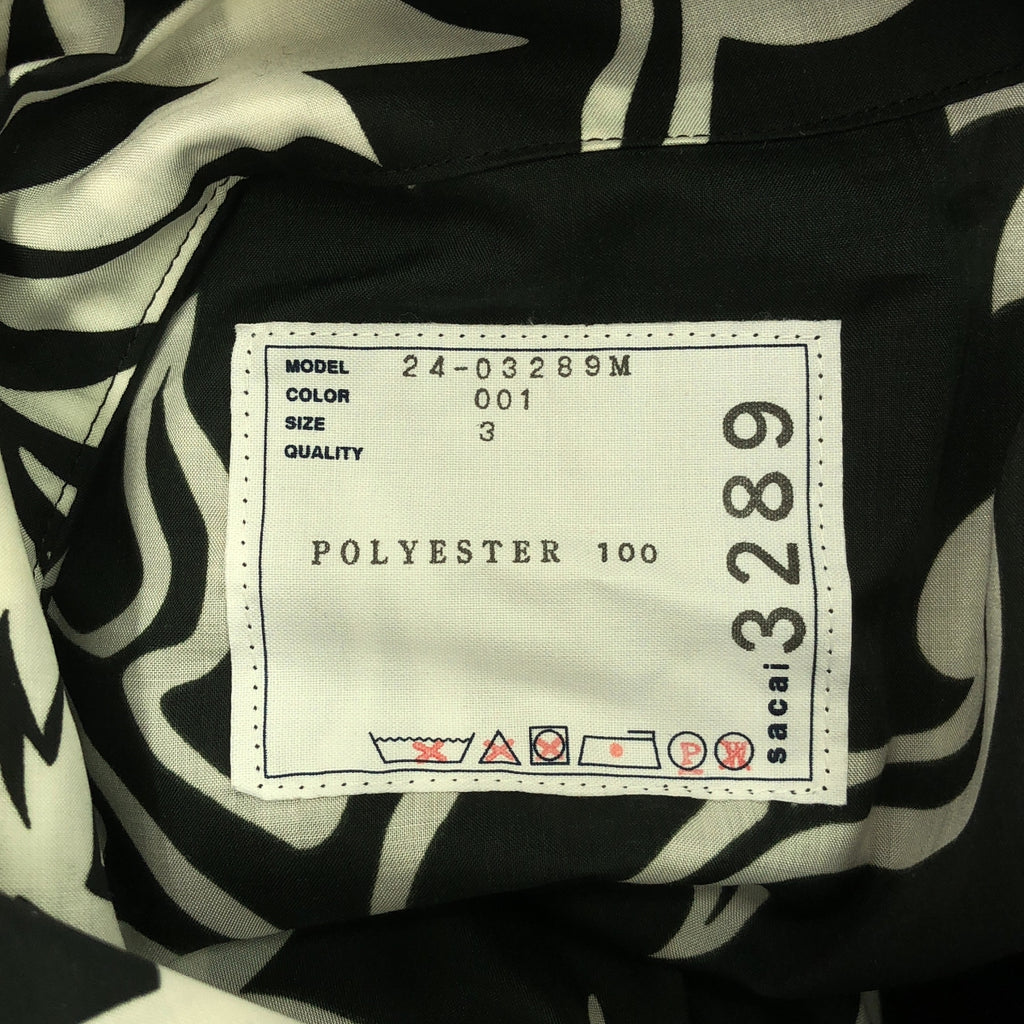 MODEL 24-03289M
COLOR 001
SIZE 3
QUALITY
POLYESTER 100
sacai 3289
P W